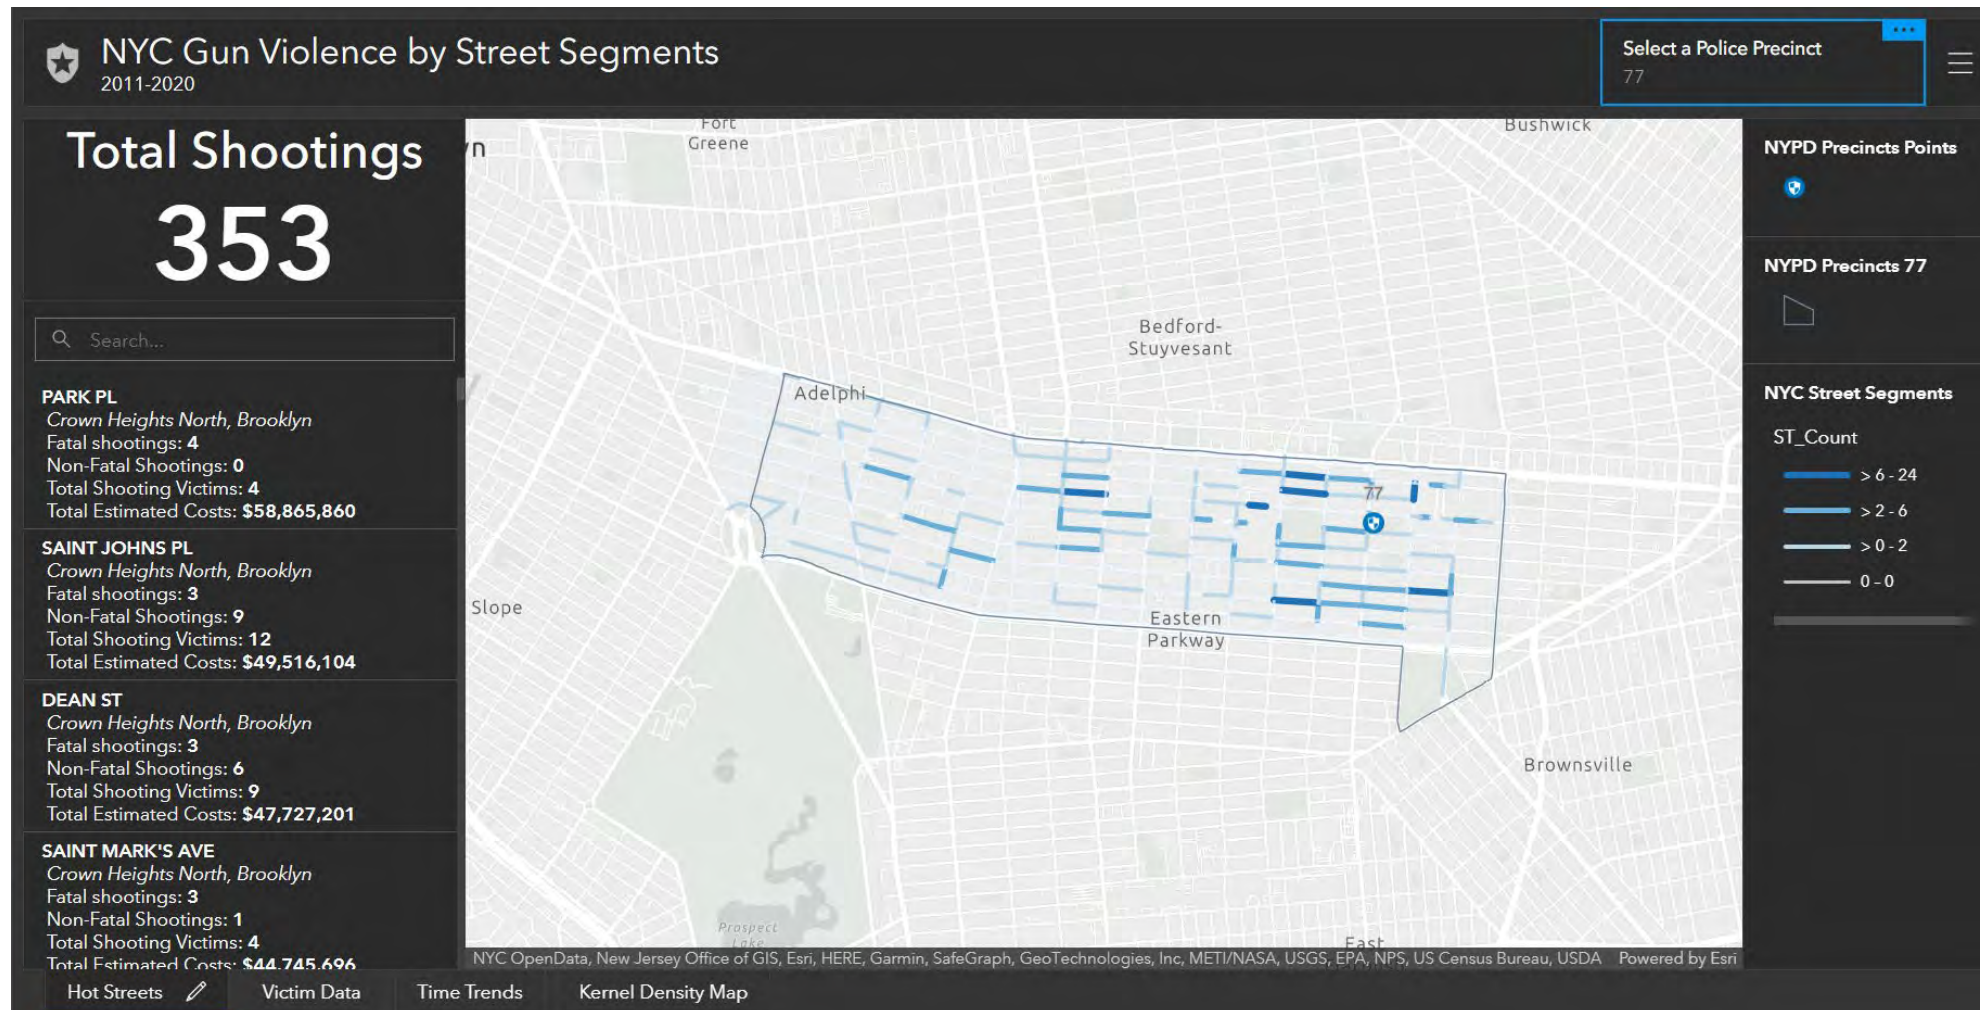 NYC Gun Violence by Street Segments
2011-2020
Select a Police Precinct
77
Total Shootings
353
Search...
PARK PL
Crown Heights North, Brooklyn
Fatal shootings: 4
Non-Fatal Shootings: 0
Total Shooting Victims: 4
Total Estimated Costs: $58,865,860
SAINT JOHNS PL
Crown Heights North, Brooklyn
Fatal shootings: 3
Non-Fatal Shootings: 9
Total Shooting Victims: 12
Total Estimated Costs: $49,516,104
DEAN ST
Crown Heights North, Brooklyn
Fatal shootings: 3
Non-Fatal Shootings: 6
Total Shooting Victims: 9
Total Estimated Costs: $47,727,201
SAINT MARK'S AVE
Crown Heights North, Brooklyn
Fatal shootings: 3
Non-Fatal Shootings: 1
Total Shooting Victims: 4
Total Estimated Costs: $44,745,696
Fort
Greene
Bushwick
Bedford-
Stuyvesant
Adelphi
77
Slope
Eastern
Parkway
Brownsville
Prospect
Lake
East
NYC OpenData, New Jersey Office of GIS, Esri, HERE, Garmin, SafeGraph, GeoTechnologies, Inc, METI/NASA, USGS, EPA, NPS, US Census Bureau, USDA
Powered by Esri
NYPD Precincts Points
NYPD Precincts 77
NYC Street Segments
ST_Count
> 6 - 24
> 2 - 6
> 0 - 2
0 - 0
Hot Streets
Victim Data
Time Trends
Kernel Density Map